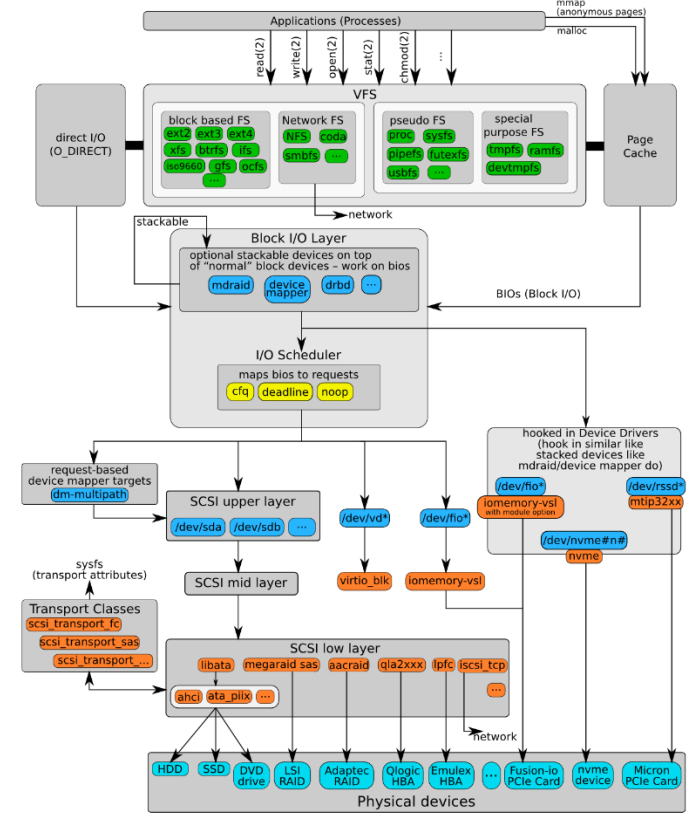 mmap
(anonymous pages)
Applications (Processes)
malloc
read(2)
write(2)
open(2)
stat(2)
chmod(2)
...
VFS
direct I/O
(O_DIRECT)
block based FS
ext2 ext3 ext4
xfs btrfs ifs
iso9660 gfs ocfs
...
Network FS
NFS coda
smbfs ...
pseudo FS
proc sysfs
pipefs futexfs
usbfs ...
special
purpose FS
tmpfs ramfs
devtmpfs
Page
Cache
network
stackable
Block I/O Layer
optional stackable devices on top
of “normal” block devices – work on bios
mdraid device mapper drbd ...
BIOs (Block I/O)
I/O Scheduler
maps bios to requests
cfq deadline noop
hooked in Device Drivers
(hook in similar like
stacked devices like
mdraid/device mapper do)
/dev/fio* /dev/rssd*
iomemory-vsl mtip32xx
with module option
/dev/nvme#n#
nvme
request-based
device mapper targets
dm-multipath
SCSI upper layer
/dev/sda /dev/sdb ...
/dev/vd* /dev/fio*
sysfs
(transport attributes)
SCSI mid layer
virtio_blk iomemory-vsl
Transport Classes
scsi_transport_fc
scsi_transport_sas
scsi_transport_...
SCSI low layer
libata megaraid sas aacraid qla2xxx lpfc iscsi_tcp
ahci ata_piix ... ...
network
HDD SSD DVD drive LSI RAID Adaptec RAID Qlogic HBA Emulex HBA ... Fusion-io PCIe Card nvme device Micron PCIe Card
Physical devices